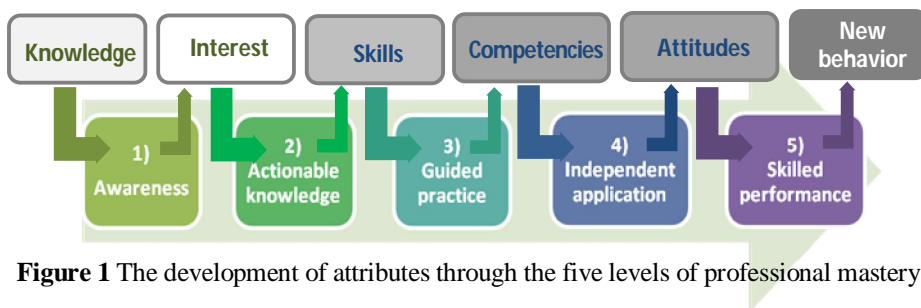 Knowledge
Interest
Skills
Competencies
Attitudes
New
behavior
1)
Awareness
2)
Actionable
knowledge
3)
Guided
practice
4)
Independent
application
5)
Skilled
performance
Figure 1 The development of attributes through the five levels of professional mastery